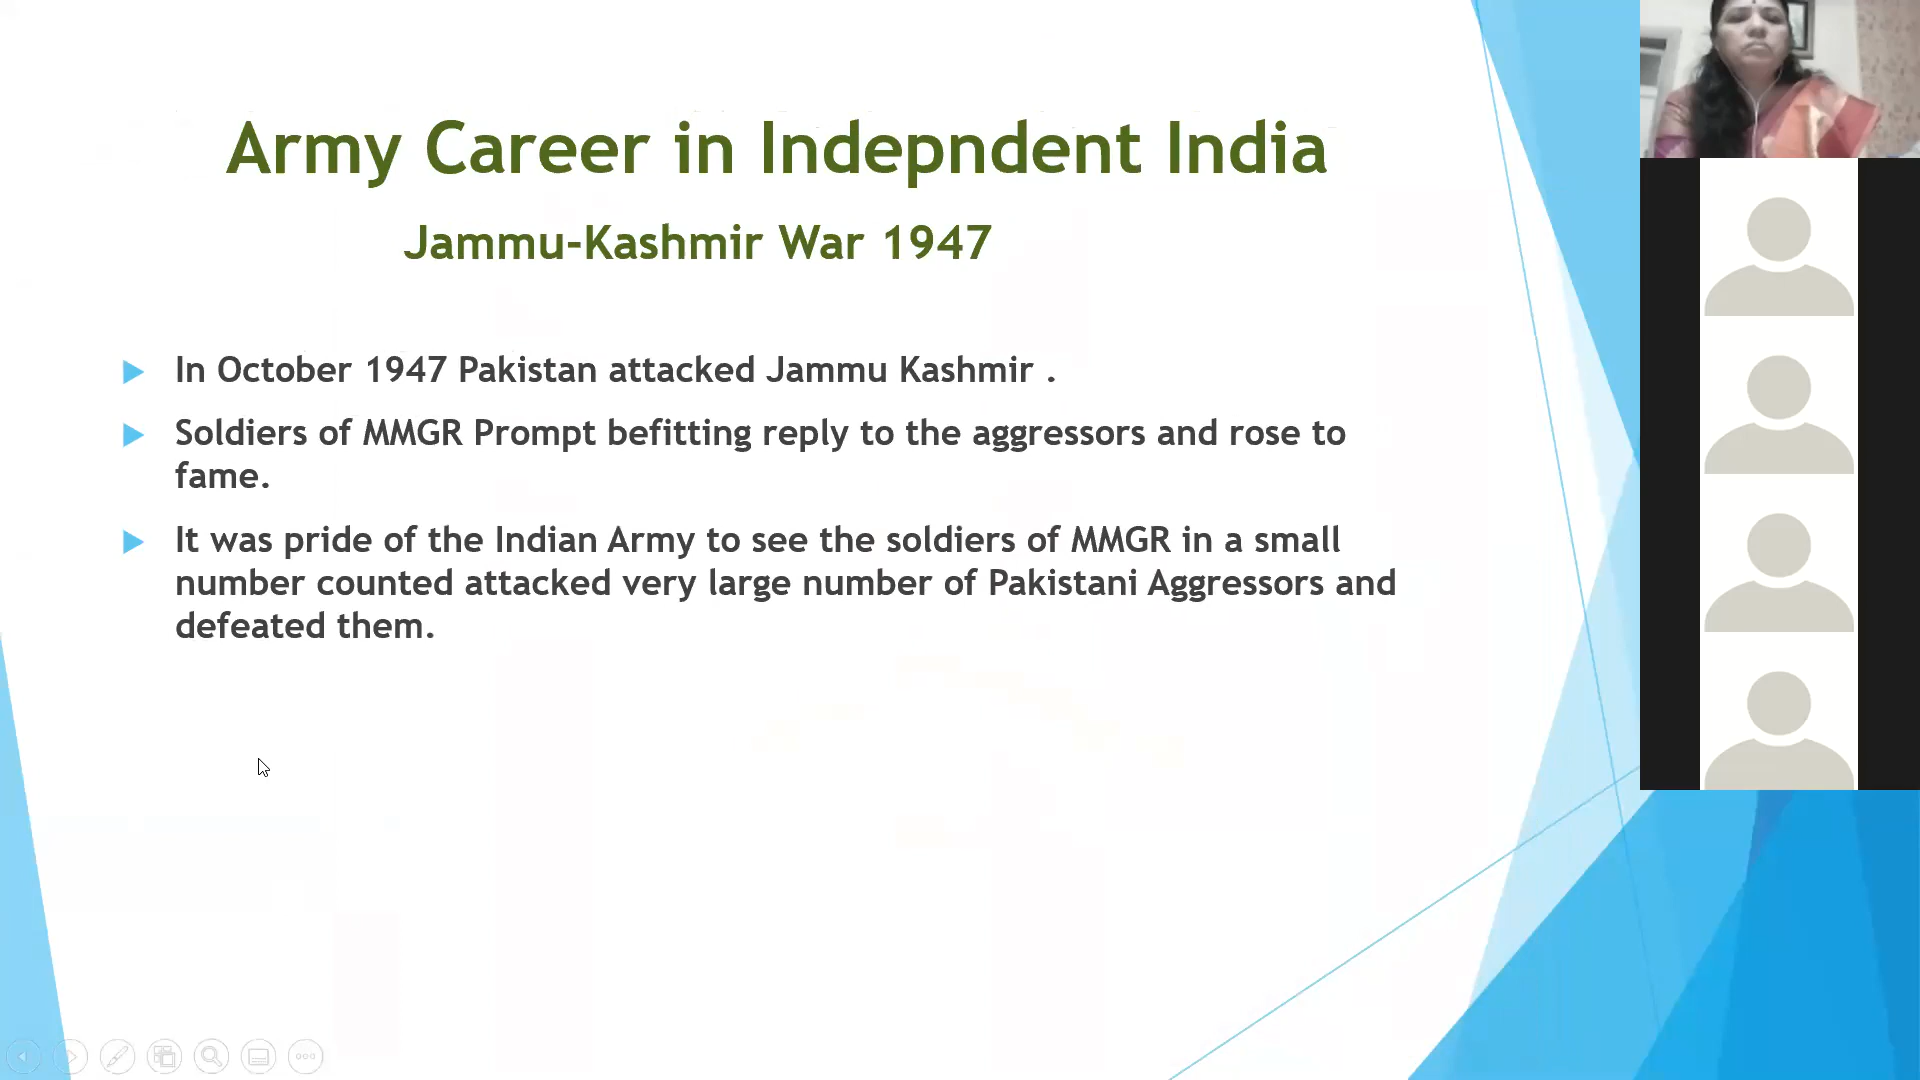 Army Career in Indepndent India
Jammu-Kashmir War 1947
In October 1947 Pakistan attacked Jammu Kashmir .
Soldiers of MMGR Prompt befitting reply to the aggressors and rose to
fame.
It was pride of the Indian Army to see the soldiers of MMGR in a small
number counted attacked very large number of Pakistani Aggressors and
defeated them.